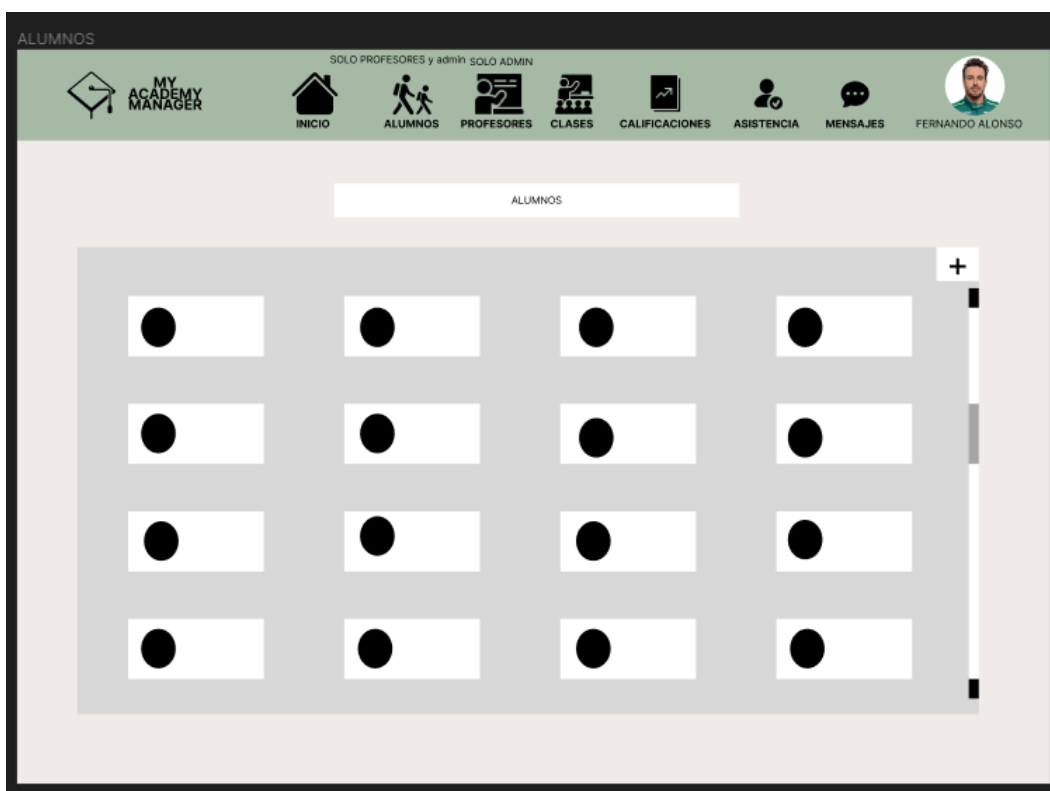 ALUMNOS
SOLO PROFESORES y admin
SOLO ADMIN
MY
ACADEMY
MANAGER
INICIO
ALUMNOS
PROFESORES
CLASES
CALIFICACIONES
ASISTENCIA
MENSAJES
FERNANDO ALONSO
ALUMNOS
+